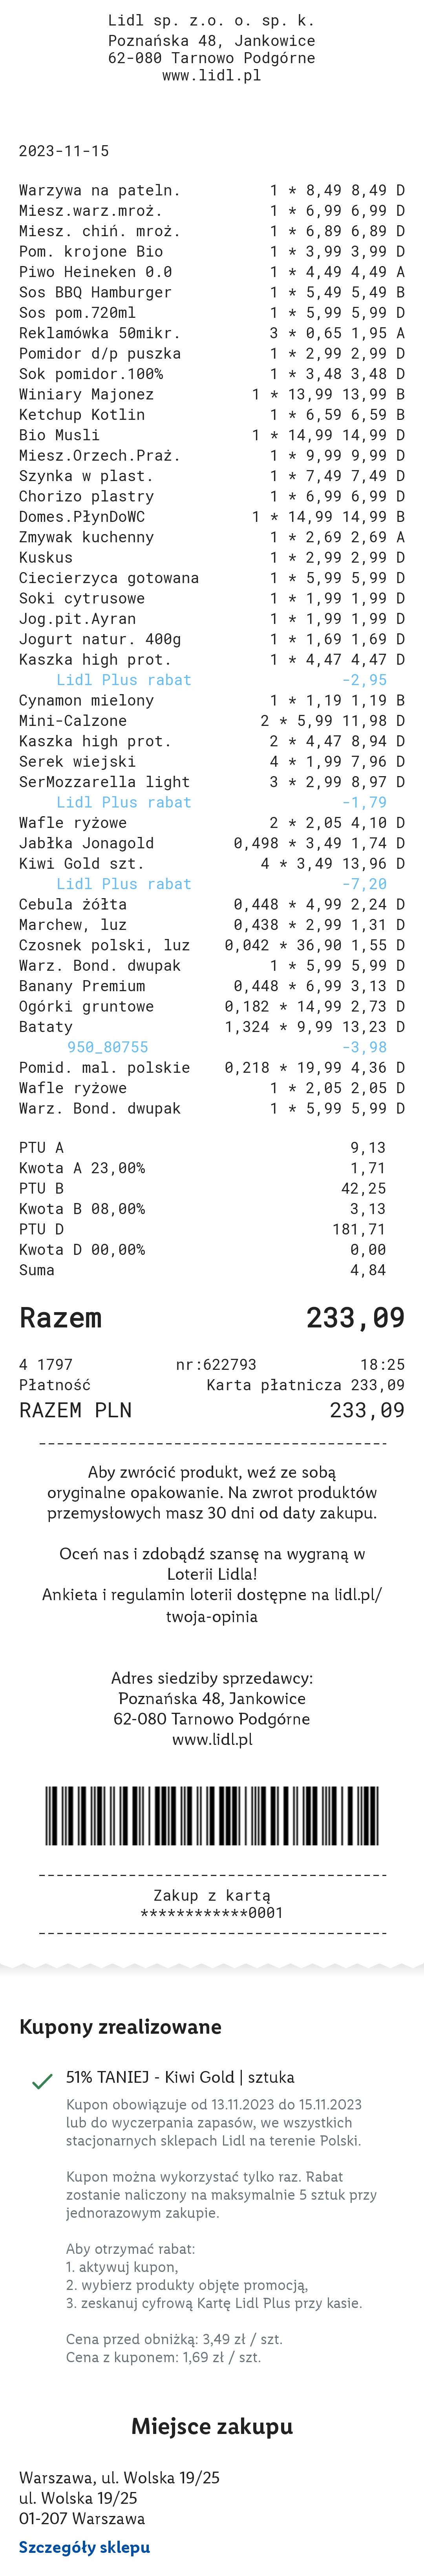 Lidl sp. z.o. o. sp. k.
Poznańska 48, Jankowice
62-080 Tarnowo Podgórne
www.lidl.pl
2023-11-15
Warzywa na pateln. 1 * 8,49 8,49 D
Miesz.warz.mroż. 1 * 6,99 6,99 D
Miesz. chiń. mroż. 1 * 6,89 6,89 D
Pom. krojone Bio 1 * 3,99 3,99 D
Piwo Heineken 0.0 1 * 4,49 4,49 A
Sos BBQ Hamburger 1 * 5,49 5,49 B
Sos pom.720ml 1 * 5,99 5,99 D
Reklamówka 50mikr. 3 * 0,65 1,95 A
Pomidor d/p puszka 1 * 2,99 2,99 D
Sok pomidor.100% 1 * 3,48 3,48 D
Winiary Majonez 1 * 13,99 13,99 B
Ketchup Kotlin 1 * 6,59 6,59 B
Bio Musli 1 * 14,99 14,99 D
Miesz.Orzech.Praż. 1 * 9,99 9,99 D
Szynka w plast. 1 * 7,49 7,49 D
Chorizo plastry 1 * 6,99 6,99 D
Domes.PłynDoWC 1 * 14,99 14,99 B
Zmywak kuchenny 1 * 2,69 2,69 A
Kuskus 1 * 2,99 2,99 D
Ciecierzyca gotowana 1 * 5,99 5,99 D
Soki cytrusowe 1 * 1,99 1,99 D
Jog.pit.Ayran 1 * 1,99 1,99 D
Jogurt natur. 400g 1 * 1,69 1,69 D
Kaszka high prot. 1 * 4,47 4,47 D
Lidl Plus rabat -2,95
Cynamon mielony 1 * 1,19 1,19 B
Mini-Calzone 2 * 5,99 11,98 D
Kaszka high prot. 2 * 4,47 8,94 D
Serek wiejski 4 * 1,99 7,96 D
SerMozzarella light 3 * 2,99 8,97 D
Lidl Plus rabat -1,79
Wafle ryżowe 2 * 2,05 4,10 D
Jabłka Jonagold 0,498 * 3,49 1,74 D
Kiwi Gold szt. 4 * 3,49 13,96 D
Lidl Plus rabat -7,20
Cebula żółta 0,448 * 4,99 2,24 D
Marchew, luz 0,438 * 2,99 1,31 D
Czosnek polski, luz 0,042 * 36,90 1,55 D
Warz. Bond. dwupak 1 * 5,99 5,99 D
Banany Premium 0,448 * 6,99 3,13 D
Ogórki gruntowe 0,182 * 14,99 2,73 D
Bataty 1,324 * 9,99 13,23 D
950_80755 -3,98
Pomid. mal. polskie 0,218 * 19,99 4,36 D
Wafle ryżowe 1 * 2,05 2,05 D
Warz. Bond. dwupak 1 * 5,99 5,99 D
PTU A 9,13
Kwota A 23,00% 1,71
PTU B 42,25
Kwota B 08,00% 3,13
PTU D 181,71
Kwota D 00,00% 0,00
Suma 4,84
Razem 233,09
4 1797 nr:622793 18:25
Płatność Karta płatnicza 233,09
RAZEM PLN 233,09
Aby zwrócić produkt, weź ze sobą
oryginalne opakowanie. Na zwrot produktów
przemysłowych masz 30 dni od daty zakupu.
Oceń nas i zdobądź szansę na wygraną w
Loterii Lidla!
Ankieta i regulamin loterii dostępne na lidl.pl/
twoja-opinia
Adres siedziby sprzedawcy:
Poznańska 48, Jankowice
62-080 Tarnowo Podgórne
www.lidl.pl
Zakup z kartą
************0001
Kupony zrealizowane
51% TANIEJ - Kiwi Gold | sztuka
Kupon obowiązuje od 13.11.2023 do 15.11.2023
lub do wyczerpania zapasów, we wszystkich
stacjonarnych sklepach Lidl na terenie Polski.
Kupon można wykorzystać tylko raz. Rabat
zostanie naliczony na maksymalnie 5 sztuk przy
jednorazowym zakupie.
Aby otrzymać rabat:
1. aktywuj kupon,
2. wybierz produkty objęte promocją,
3. zeskanuj cyfrową Kartę Lidl Plus przy kasie.
Cena przed obniżką: 3,49 zł / szt.
Cena z kuponem: 1,69 zł / szt.
Miejsce zakupu
Warszawa, ul. Wolska 19/25
ul. Wolska 19/25
01-207 Warszawa
Szczegóły sklepu